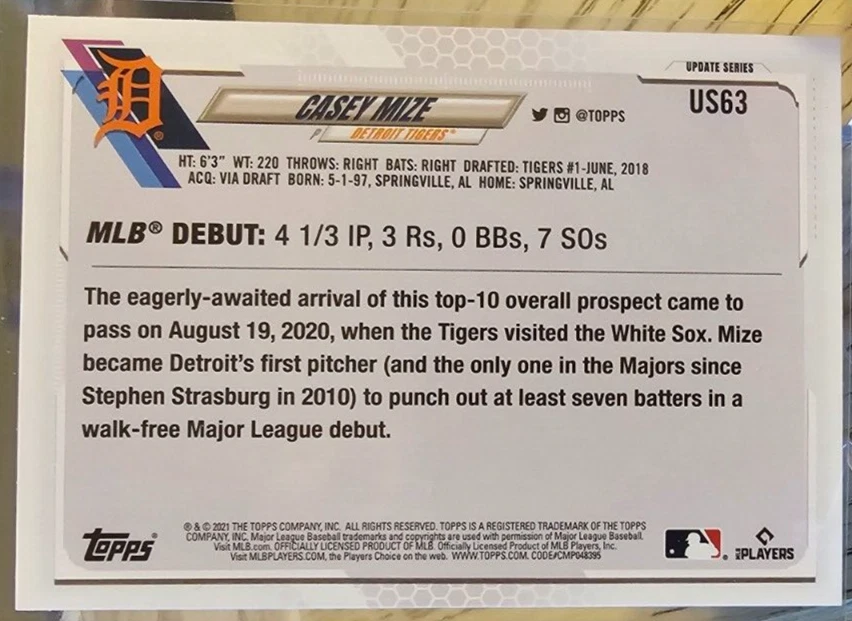 UPDATE SERIES
US63
CASEY MIZE
@TOPPS
P DETROIT TIGERS®
HT: 6'3" WT: 220 THROWS: RIGHT BATS: RIGHT DRAFTED: TIGERS #1-JUNE, 2018
ACQ: VIA DRAFT BORN: 5-1-97, SPRINGVILLE, AL HOME: SPRINGVILLE, AL
MLB® DEBUT: 4 1/3 IP, 3 Rs, 0 BBs, 7 SOs
The eagerly-awaited arrival of this top-10 overall prospect came to
pass on August 19, 2020, when the Tigers visited the White Sox. Mize
became Detroit's first pitcher (and the only one in the Majors since
Stephen Strasburg in 2010) to punch out at least seven batters in a
walk-free Major League debut.
Topps®
® & © 2021 THE TOPPS COMPANY, INC. ALL RIGHTS RESERVED. TOPPS IS A REGISTERED TRADEMARK OF THE TOPPS
COMPANY, INC. Major League Baseball trademarks and copyrights are used with permission of Major League Baseball.
Visit MLB.com. OFFICIALLY LICENSED PRODUCT OF MLB. Officially Licensed Product of MLB Players, Inc.
Visit MLBPLAYERS.COM, the Players Choice on the web. WWW.TOPPS.COM. CODE#CMP048395
MLB PLAYERS